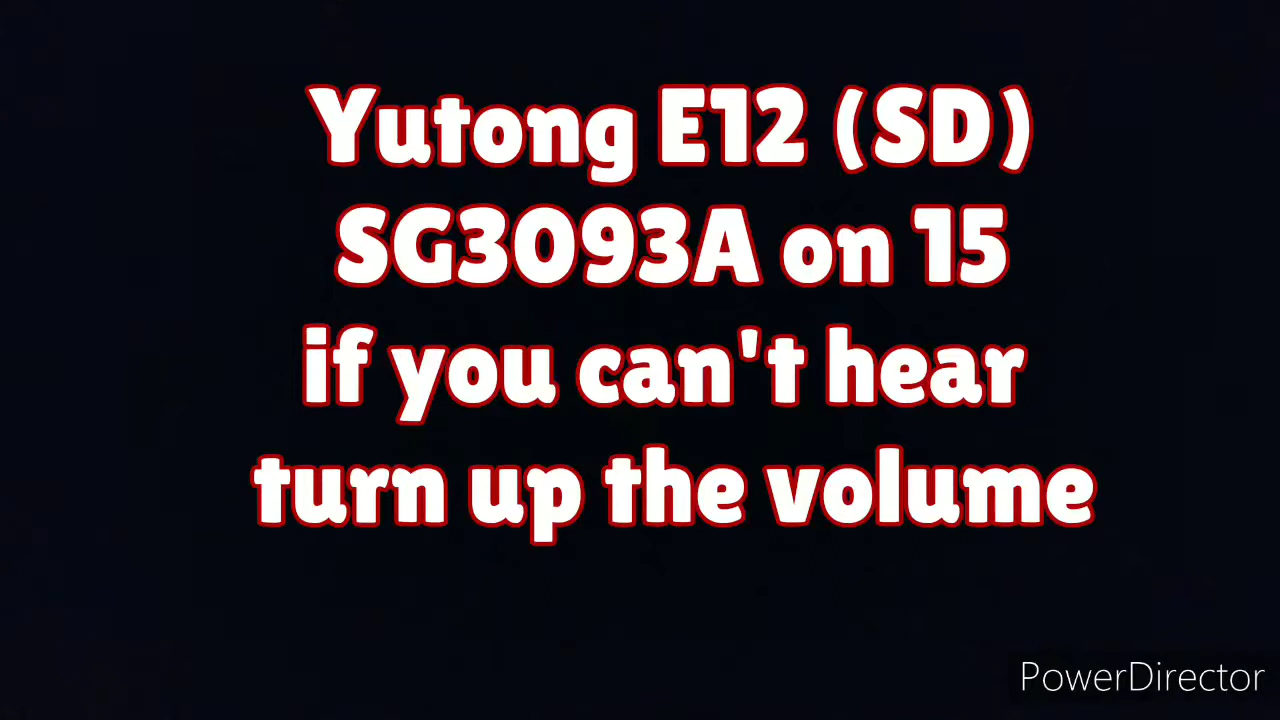 Yutong E12 (SD)
SG3093A on 15
if you can't hear
turn up the volume
PowerDirector